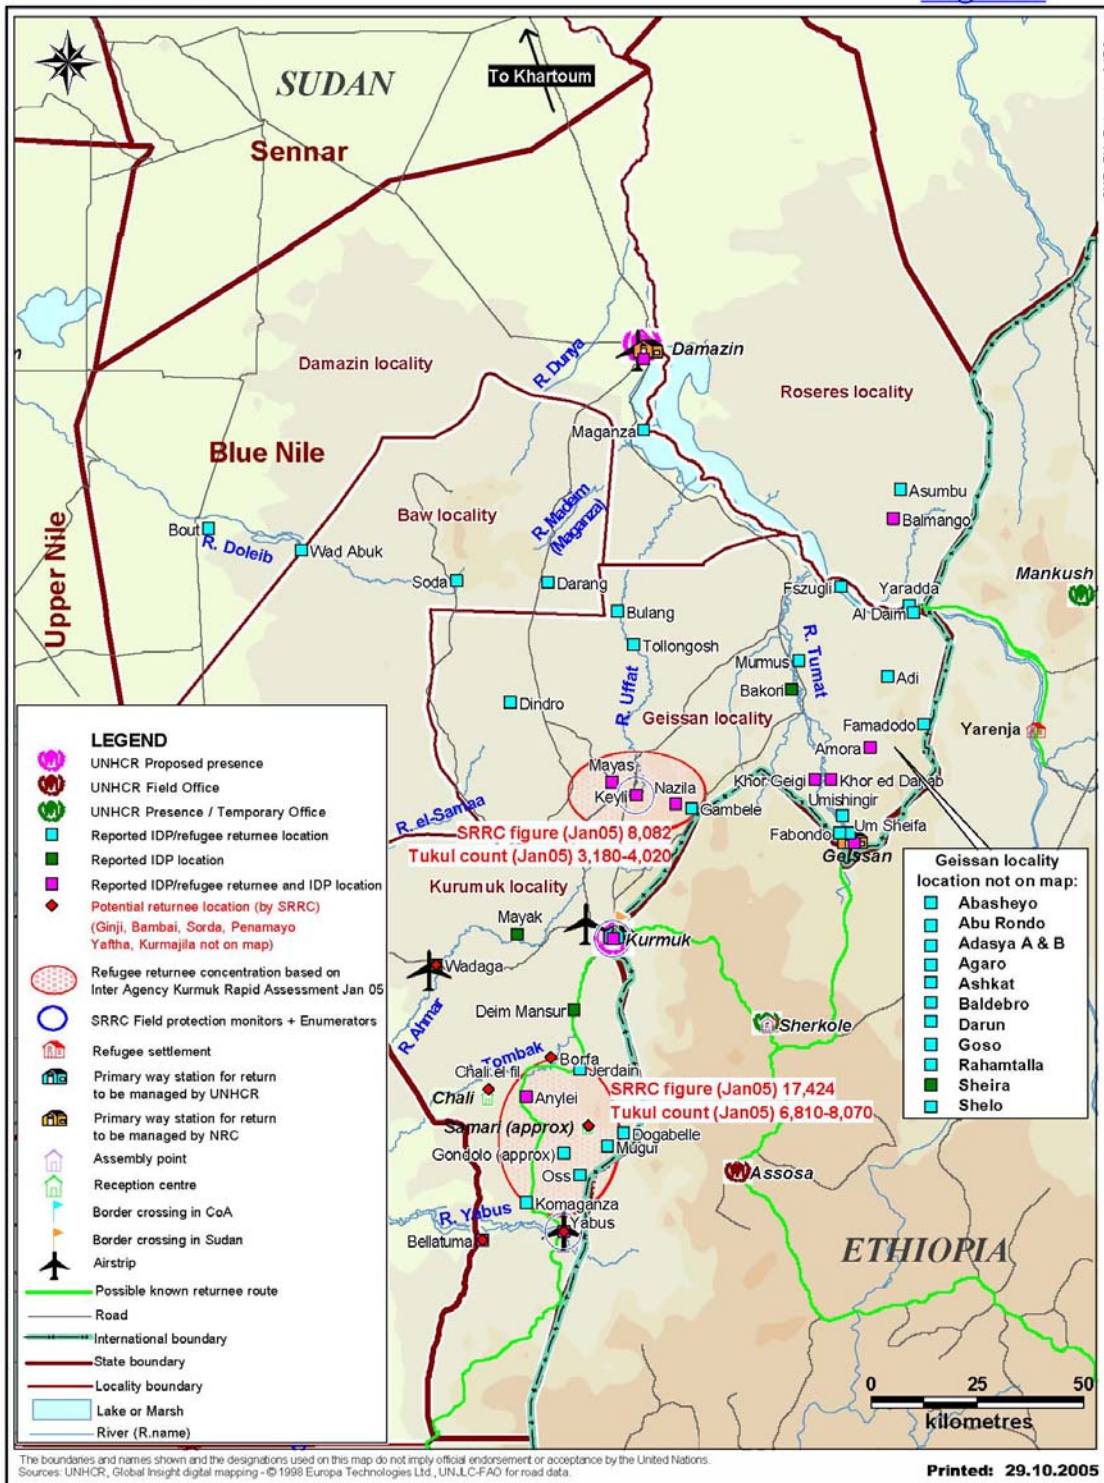 SUDAN
To Khartoum
Sennar
Damazin
R. Dunya
Damazin locality
Roseres locality
Maganza
Blue Nile
Asumbu
Balmango
R. Madeim
(Maganza)
Baw locality
Upper Nile
Bout
R. Doleib
Wad Abuk
Soda
Darang
Fszugli
Yaradda
Al Daim
Mankush
Bulang
Tollongosh
R. Uffat
R. Tumat
Mumus
Bakori
Adi
Dindro
Geissan locality
Famadodo
Yarenja
Amora
Mayas
Keyli
Nazila
Gambele
Khor Geigi
Khor ed Dahab
Umishingir
Um Sheifa
Fabondo
Geissan
R. el-Samaa
SRRC figure (Jan05) 8,082
Tukul count (Jan05) 3,180-4,020
Kurumuk locality
Mayak
Kurmuk
Wadaga
R. Ahmar
Deim Mansur
Sherkole
Tombak
Borfa
Chali el fil
Jerdain
Chali
Anylei
SRRC figure (Jan05) 17,424
Tukul count (Jan05) 6,810-8,070
Samari (approx)
Dogabelle
Mugui
Gondolo (approx)
Oss
Assosa
Komaganza
R. Yabus
Yabus
Bellatuma
ETHIOPIA
LEGEND
UNHCR Proposed presence
UNHCR Field Office
UNHCR Presence / Temporary Office
Reported IDP/refugee returnee location
Reported IDP location
Reported IDP/refugee returnee and IDP location
Potential returnee location (by SRRC)
(Ginji, Bambai, Sorda, Penamayo
Yaftha, Kurmajila not on map)
Refugee returnee concentration based on
Inter Agency Kurmuk Rapid Assessment Jan 05
SRRC Field protection monitors + Enumerators
Refugee settlement
Primary way station for return
to be managed by UNHCR
Primary way station for return
to be managed by NRC
Assembly point
Reception centre
Border crossing in CoA
Border crossing in Sudan
Airstrip
Possible known returnee route
Road
International boundary
State boundary
Locality boundary
Lake or Marsh
River (R.name)
Geissan locality
location not on map:
Abasheyo
Abu Rondo
Adasya A & B
Agaro
Ashkat
Baldebro
Darun
Goso
Rahamtalla
Sheira
Shelo
0 25 50
kilometres
The boundaries and names shown and the designations used on this map do not imply official endorsement or acceptance by the United Nations.
Sources: UNHCR, Global Insight digital mapping - © 1998 Europa Technologies Ltd., UNJLC-FAO for road data.
Printed: 29.10.2005